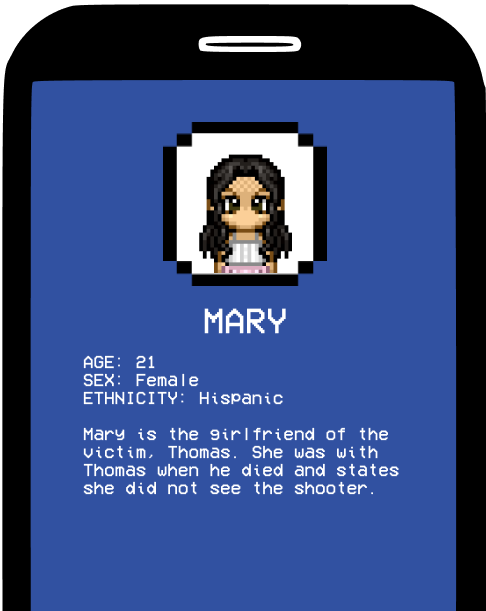 MARY
AGE: 21
SEX: Female
ETHNICITY: Hispanic
Mary is the girlfriend of the
victim, Thomas. She was with
Thomas when he died and states
she did not see the shooter.